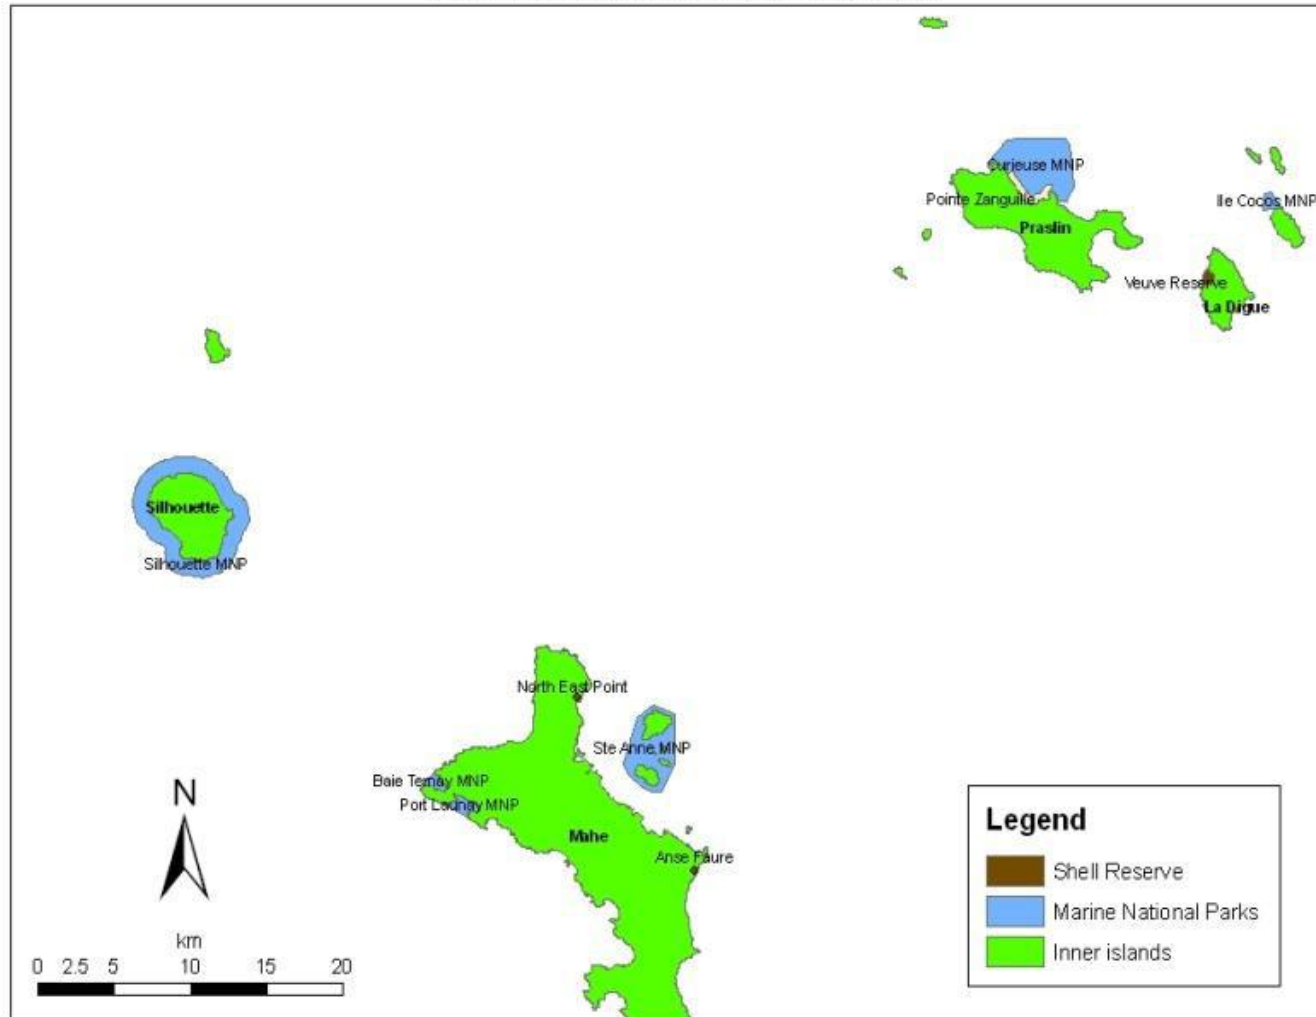 Curieuse MNP
Pointe Zanguille
Praslin
Ile Cocos MNP
Veuve Reserve
La Digue
Silhouette
Silhouette MNP
North East Point
Ste Anne MNP
Baie Ternay MNP
Port Launay MNP
Mahe
Anse Faure
N
km
0 2.5 5 10 15 20
Legend
Shell Reserve
Marine National Parks
Inner islands